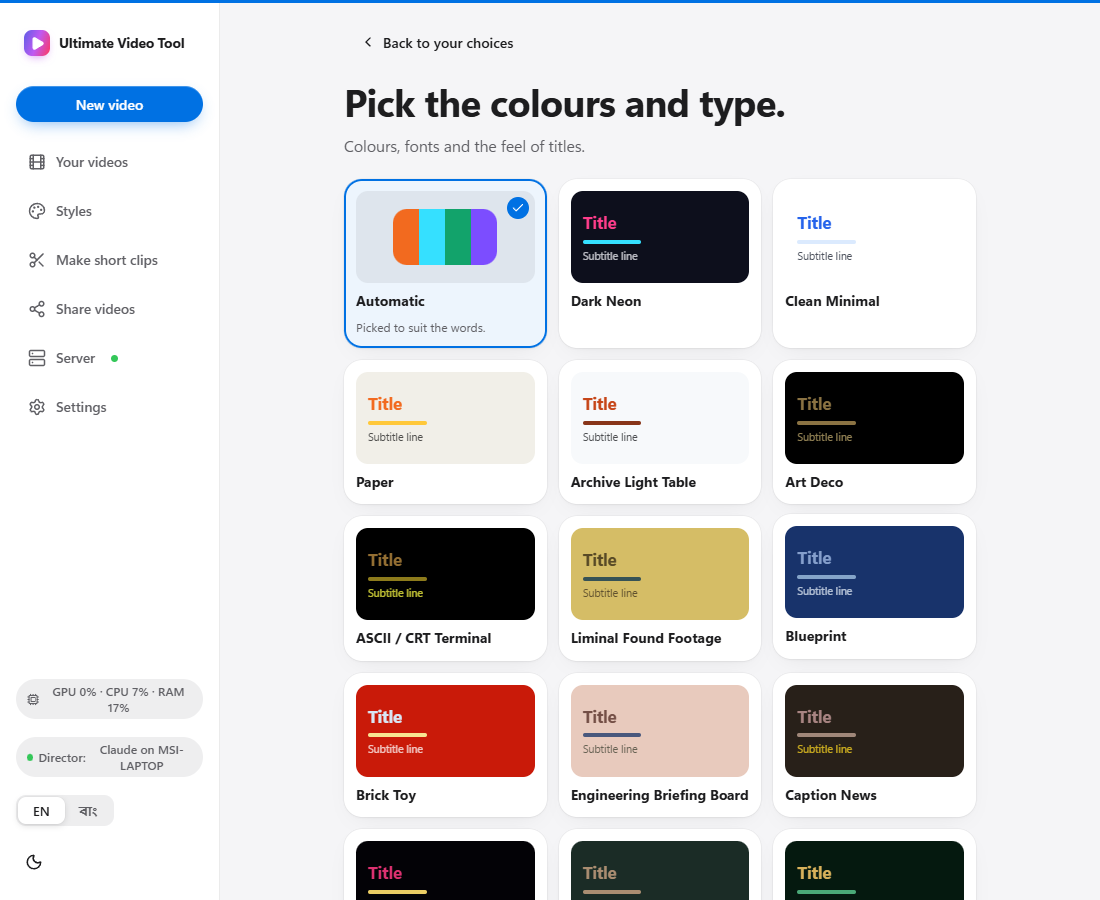 Ultimate Video Tool
New video
Your videos
Styles
Make short clips
Share videos
Server
Settings
GPU 0% · CPU 7% · RAM
17%
Director: Claude on MSI-
LAPTOP
EN বাং
Back to your choices
Pick the colours and type.
Colours, fonts and the feel of titles.
Automatic
Picked to suit the words.
Title
Subtitle line
Dark Neon
Title
Subtitle line
Clean Minimal
Title
Subtitle line
Paper
Title
Subtitle line
Archive Light Table
Title
Subtitle line
Art Deco
Title
Subtitle line
ASCII / CRT Terminal
Title
Subtitle line
Liminal Found Footage
Title
Subtitle line
Blueprint
Title
Subtitle line
Brick Toy
Title
Subtitle line
Engineering Briefing Board
Title
Subtitle line
Caption News
Title
Title
Title